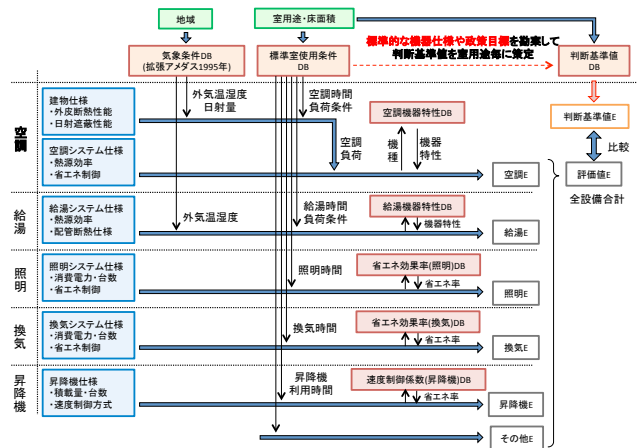 地域
室用途・床面積
標準的な機器仕様や政策目標を勘案して
判断基準値を室用途毎に策定
気象条件DB
(拡張アメダス1995年)
標準室使用条件
DB
判断基準値
DB
空調
建物仕様
・外皮断熱性能
・日射遮蔽性能
外気温湿度
日射量
空調時間
負荷条件
空調機器特性DB
判断基準値E
空調システム仕様
・熱源効率
・省エネ制御
空調
負荷
機種
機器
特性
比較
空調E
評価値E
全設備合計
給湯
給湯システム仕様
・熱源効率
・配管断熱仕様
外気温湿度
給湯時間
負荷条件
給湯機器特性DB
機器特性
給湯E
照明
照明システム仕様
・消費電力・台数
・省エネ制御
照明時間
省エネ効果率(照明)DB
省エネ率
照明E
換気
換気システム仕様
・消費電力・台数
・省エネ制御
換気時間
省エネ効果率(換気)DB
省エネ率
換気E
昇降機
昇降機仕様
・積載量・台数
・速度制御方式
昇降機
利用時間
速度制御係数(昇降機)DB
省エネ率
昇降機E
その他E